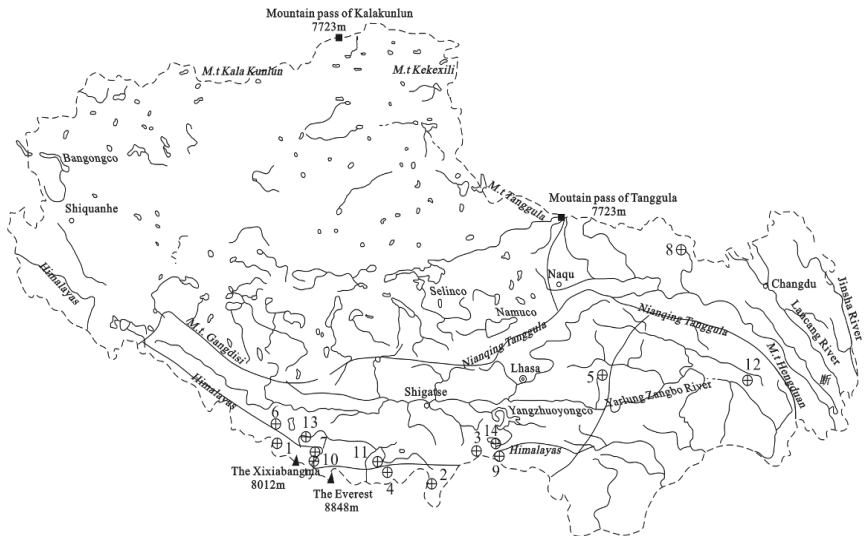 Mountain pass of Kalakunlun
7723m
M.t Kala Kunlun
M.t Kekexili
Bangongco
Shiquanhe
M.t Tanggula
Moutain pass of Tanggula
7723m
8
Himalayas
Naqu
Changdu
Jinsha River
Selinco
Namuco
Lancang River
Nianqing Tanggula
Nianqing Tanggula
M.t. Gangdisi
M.t Hengduan
Lhasa
5
12
断
Himalayas
Shigatse
Yarlung Zangbo River
Yangzhuoyongco
6
13
14
1
7
3
Himalayas
10
11
9
The Xixiabangma
8012m
4
2
The Everest
8848m